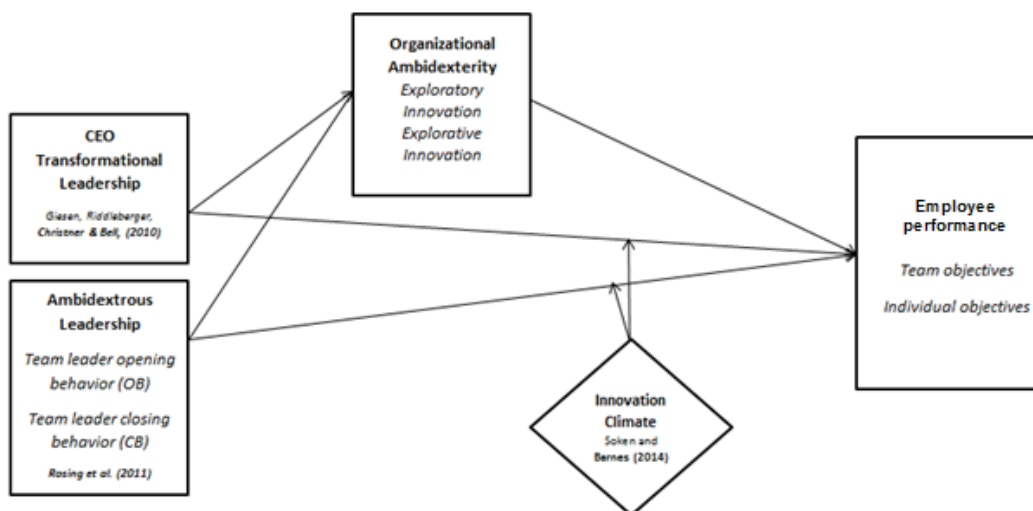 Organizational
Ambidexterity
Exploratory
Innovation
Explorative
Innovation
CEO
Transformational
Leadership
Giesen, Riddleberger,
Christner & Bell, (2010)
Ambidextrous
Leadership
Team leader opening
behavior (OB)
Team leader closing
behavior (CB)
Rosing et al. (2011)
Innovation
Climate
Soken and
Barnes (2014)
Employee
performance
Team objectives
Individual objectives